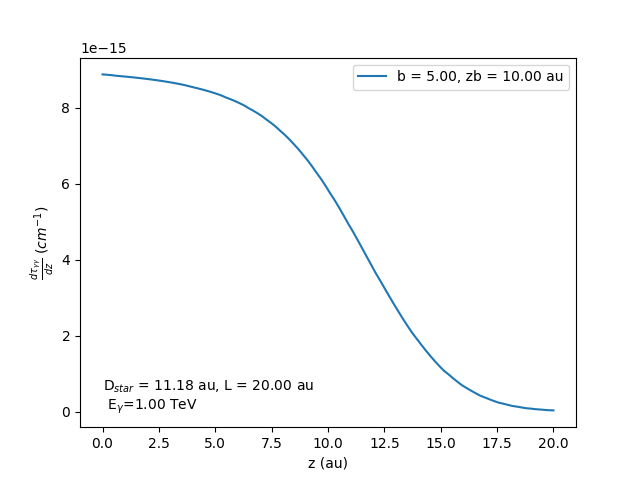 1e−15
b = 5.00, zb = 10.00 au
8
6
4
2
0
dτγγ/dz (cm⁻¹)
D_star = 11.18 au, L = 20.00 au
E_γ=1.00 TeV
0.0 2.5 5.0 7.5 10.0 12.5 15.0 17.5 20.0
z (au)